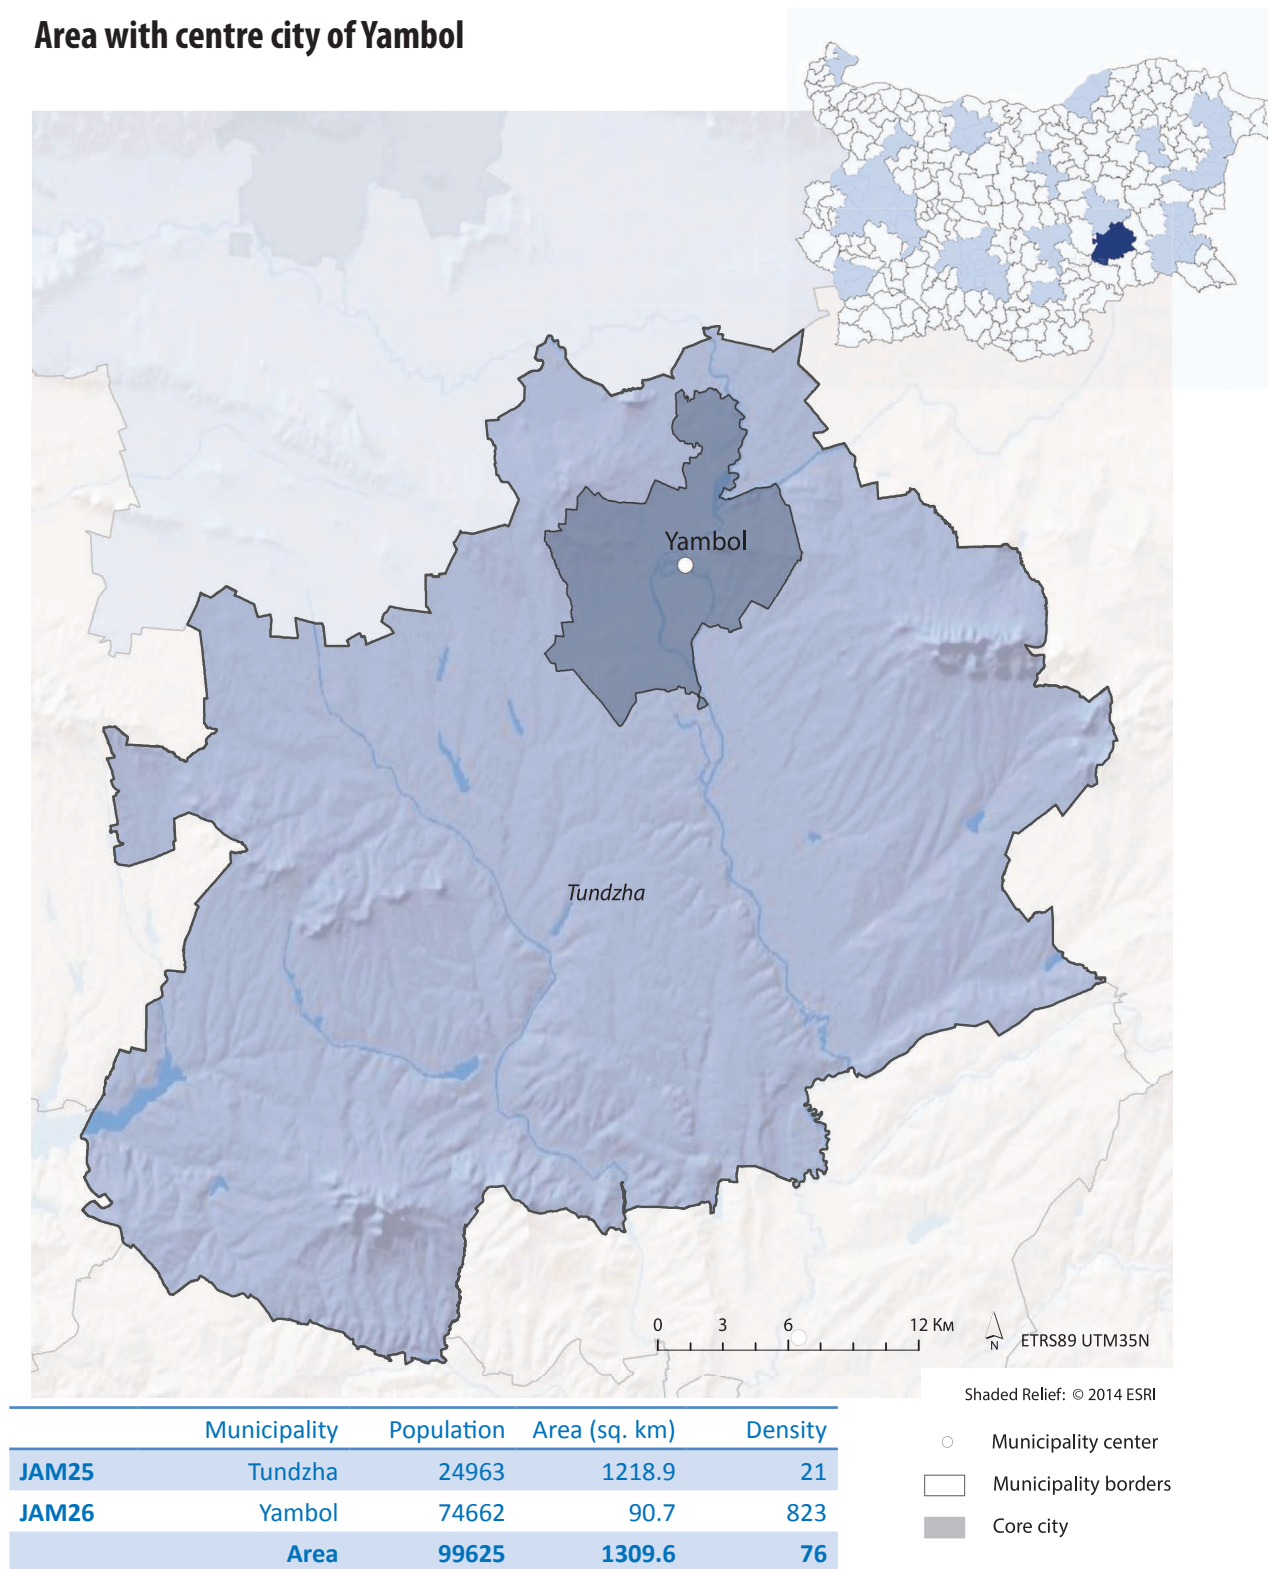 Area with centre city of Yambol
Yambol
Tundzha
0 3 6 12 Км
N
ETRS89 UTM35N
Shaded Relief: © 2014 ESRI
Municipality center
Municipality borders
Core city
Municipality Population Area (sq. km) Density
JAM25 Tundzha 24963 1218.9 21
JAM26 Yambol 74662 90.7 823
Area 99625 1309.6 76